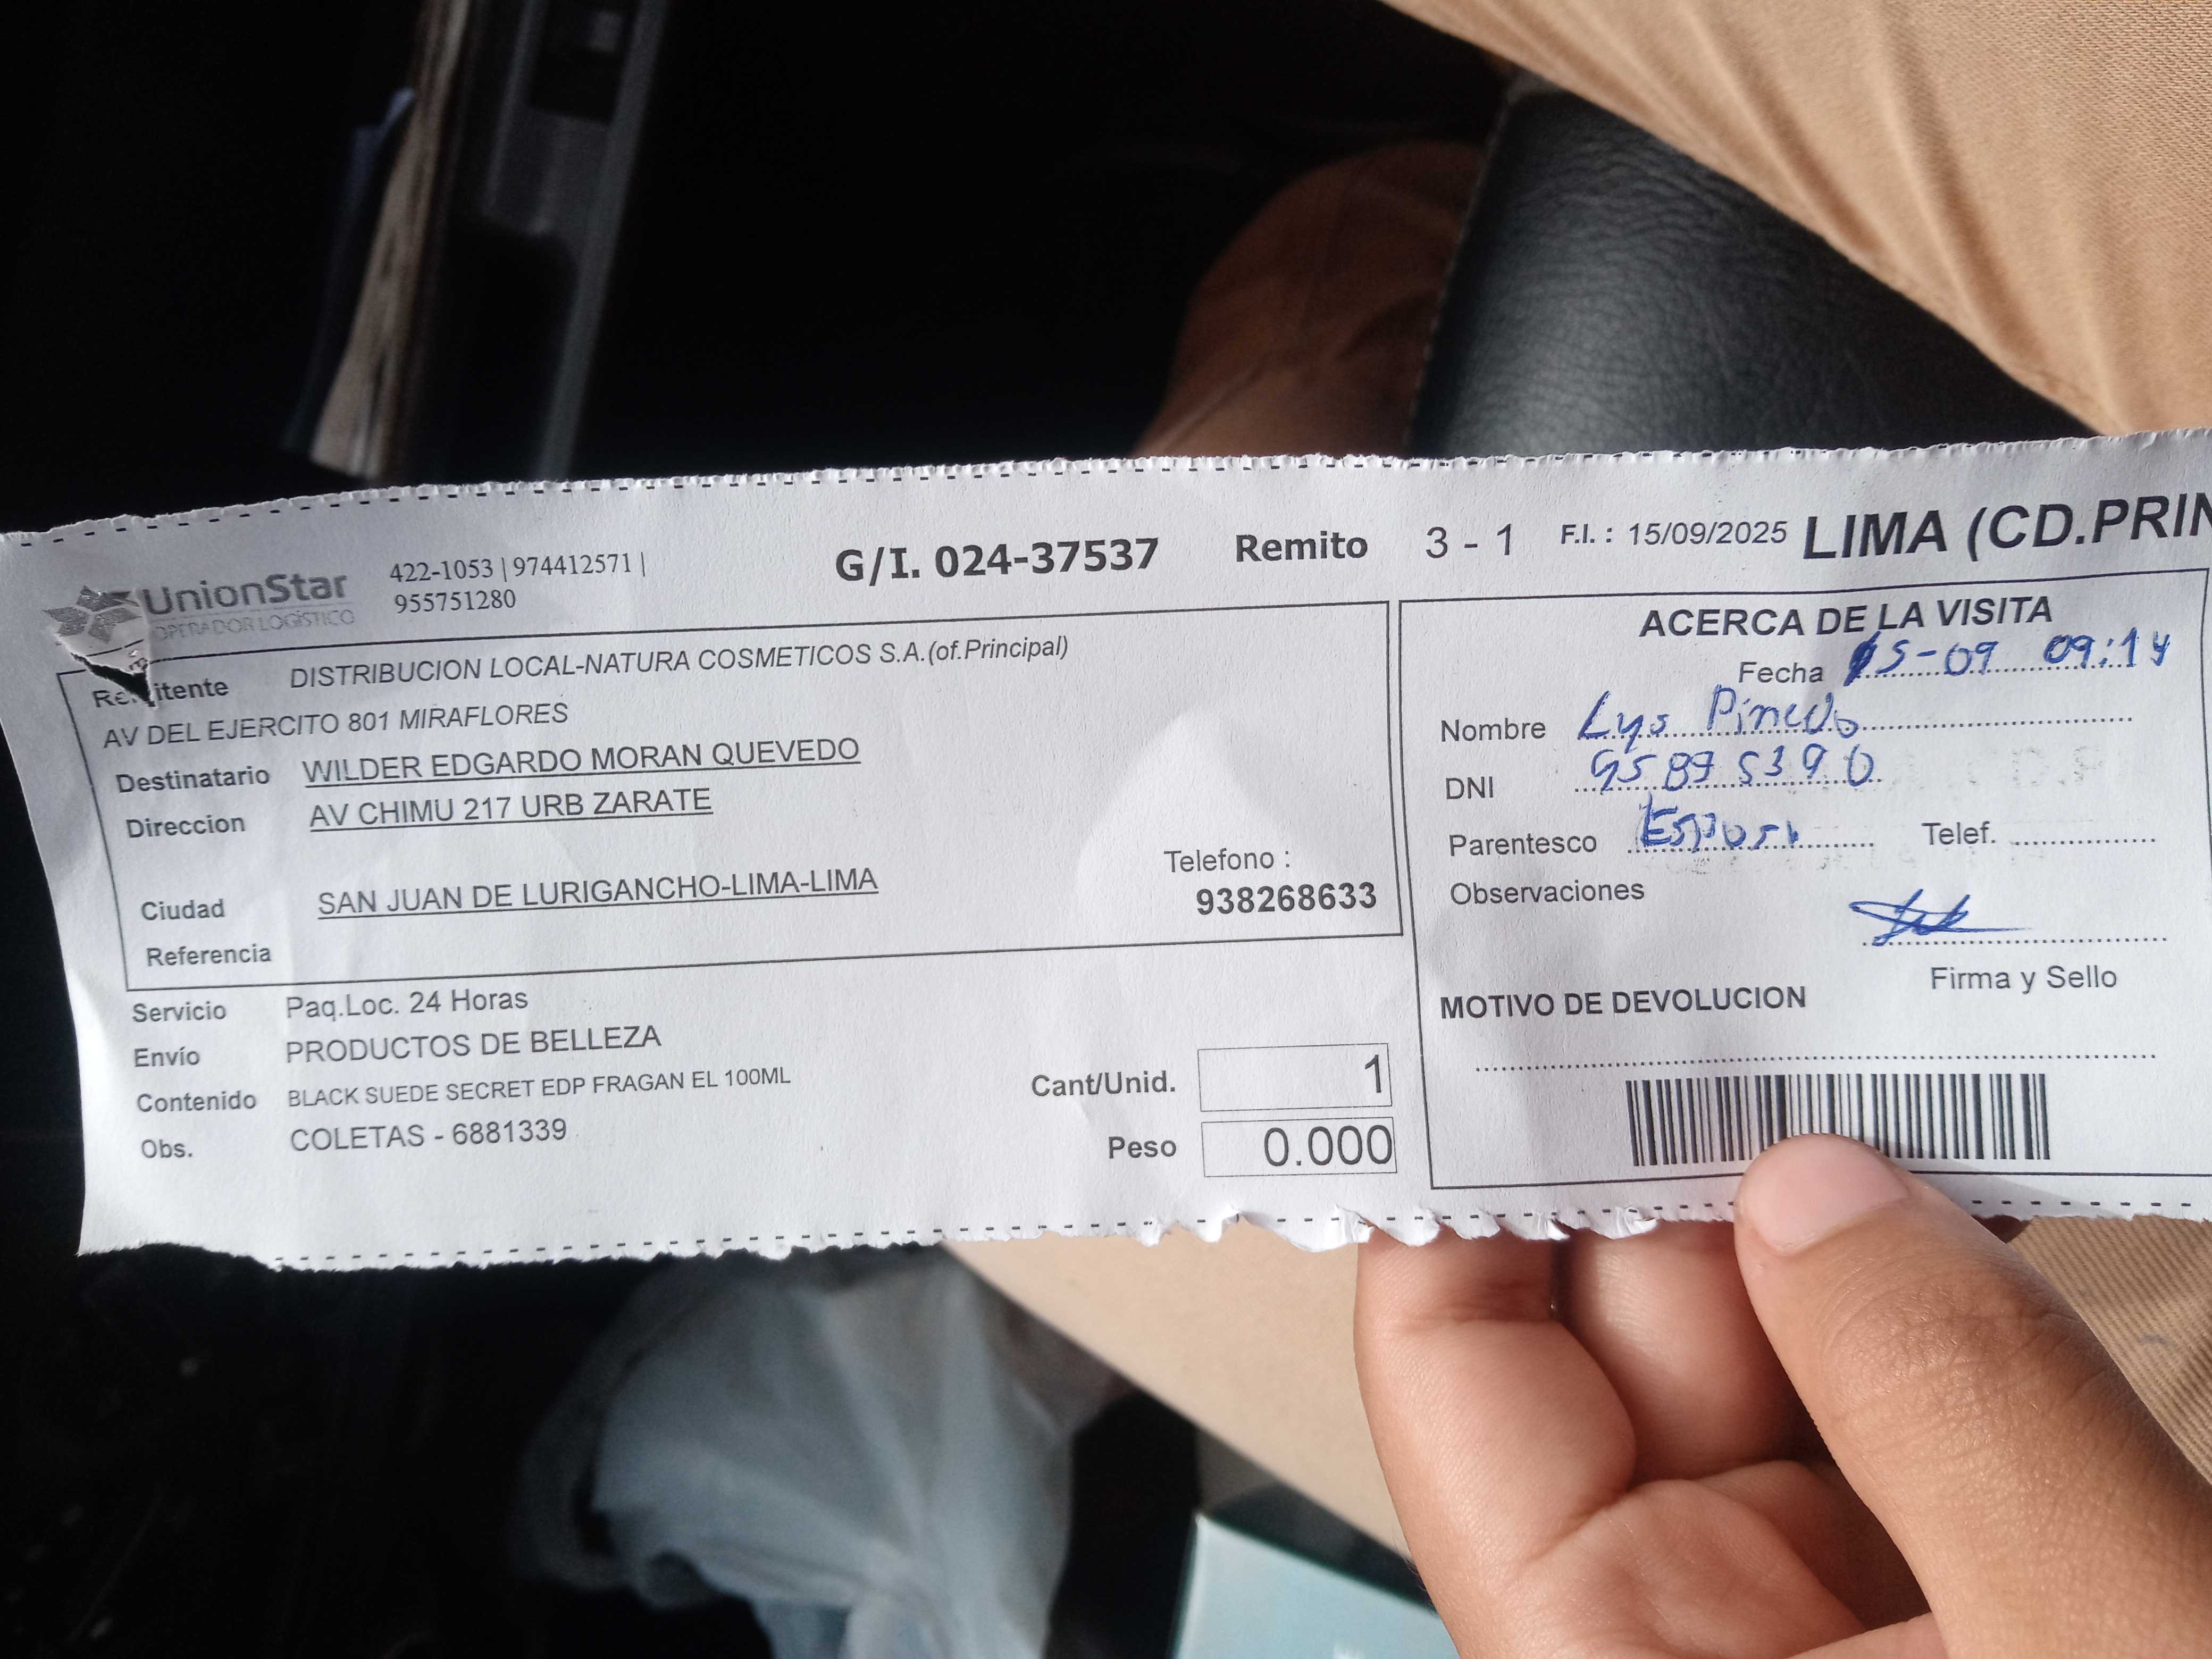 UnionStar
OPERADOR LOGÍSTICO
422-1053 | 974412571 |
955751280
G/I. 024-37537 Remito 3 - 1 F.I. : 15/09/2025 LIMA (CD.PRIN
DISTRIBUCION LOCAL-NATURA COSMETICOS S.A.(of.Principal)
AV DEL EJERCITO 801 MIRAFLORES
Destinatario WILDER EDGARDO MORAN QUEVEDO
Direccion AV CHIMU 217 URB ZARATE
Ciudad SAN JUAN DE LURIGANCHO-LIMA-LIMA
Telefono :
938268633
Referencia
Servicio Paq.Loc. 24 Horas
Envío PRODUCTOS DE BELLEZA
Contenido BLACK SUEDE SECRET EDP FRAGAN EL 100ML
Obs. COLETAS - 6881339
Cant/Unid. 1
Peso 0.000
ACERCA DE LA VISITA
Fecha 15-09 09:14
Nombre Lys Pinedo
DNI
Parentesco
Telef.
Observaciones
Firma y Sello
MOTIVO DE DEVOLUCION